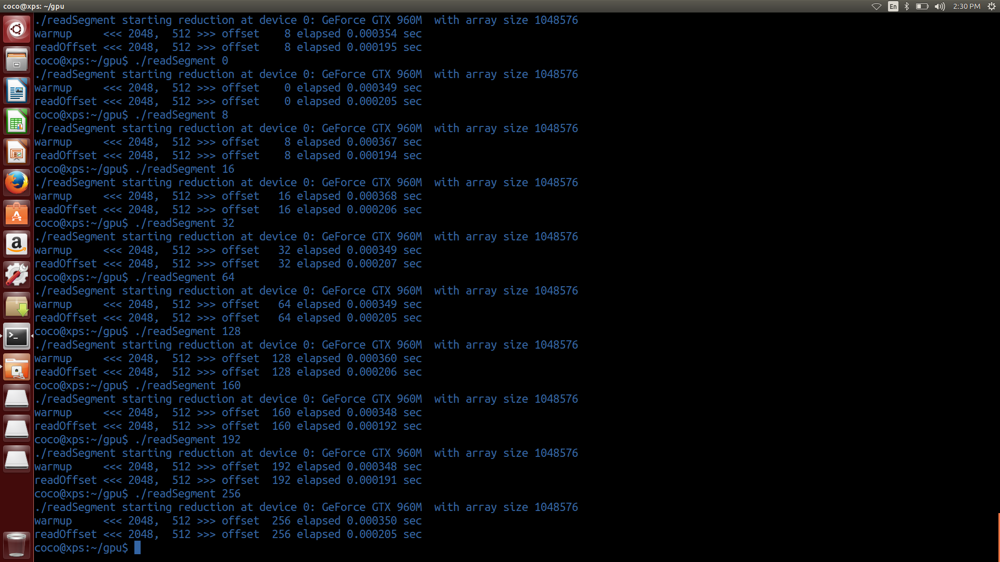 coco@xps: ~/gpu
En
2:30 PM
./readSegment starting reduction at device 0: GeForce GTX 960M  with array size 1048576
warmup     <<< 2048,  512 >>> offset    8 elapsed 0.000354 sec
readOffset <<< 2048,  512 >>> offset    8 elapsed 0.000195 sec
coco@xps:~/gpu$ ./readSegment 0
./readSegment starting reduction at device 0: GeForce GTX 960M  with array size 1048576
warmup     <<< 2048,  512 >>> offset    0 elapsed 0.000349 sec
readOffset <<< 2048,  512 >>> offset    0 elapsed 0.000205 sec
coco@xps:~/gpu$ ./readSegment 8
./readSegment starting reduction at device 0: GeForce GTX 960M  with array size 1048576
warmup     <<< 2048,  512 >>> offset    8 elapsed 0.000367 sec
readOffset <<< 2048,  512 >>> offset    8 elapsed 0.000194 sec
coco@xps:~/gpu$ ./readSegment 16
./readSegment starting reduction at device 0: GeForce GTX 960M  with array size 1048576
warmup     <<< 2048,  512 >>> offset   16 elapsed 0.000368 sec
readOffset <<< 2048,  512 >>> offset   16 elapsed 0.000206 sec
coco@xps:~/gpu$ ./readSegment 32
./readSegment starting reduction at device 0: GeForce GTX 960M  with array size 1048576
warmup     <<< 2048,  512 >>> offset   32 elapsed 0.000349 sec
readOffset <<< 2048,  512 >>> offset   32 elapsed 0.000207 sec
coco@xps:~/gpu$ ./readSegment 64
./readSegment starting reduction at device 0: GeForce GTX 960M  with array size 1048576
warmup     <<< 2048,  512 >>> offset   64 elapsed 0.000349 sec
readOffset <<< 2048,  512 >>> offset   64 elapsed 0.000205 sec
coco@xps:~/gpu$ ./readSegment 128
./readSegment starting reduction at device 0: GeForce GTX 960M  with array size 1048576
warmup     <<< 2048,  512 >>> offset  128 elapsed 0.000360 sec
readOffset <<< 2048,  512 >>> offset  128 elapsed 0.000206 sec
coco@xps:~/gpu$ ./readSegment 160
./readSegment starting reduction at device 0: GeForce GTX 960M  with array size 1048576
warmup     <<< 2048,  512 >>> offset  160 elapsed 0.000348 sec
readOffset <<< 2048,  512 >>> offset  160 elapsed 0.000192 sec
coco@xps:~/gpu$ ./readSegment 192
./readSegment starting reduction at device 0: GeForce GTX 960M  with array size 1048576
warmup     <<< 2048,  512 >>> offset  192 elapsed 0.000348 sec
readOffset <<< 2048,  512 >>> offset  192 elapsed 0.000191 sec
coco@xps:~/gpu$ ./readSegment 256
./readSegment starting reduction at device 0: GeForce GTX 960M  with array size 1048576
warmup     <<< 2048,  512 >>> offset  256 elapsed 0.000350 sec
readOffset <<< 2048,  512 >>> offset  256 elapsed 0.000205 sec
coco@xps:~/gpu$